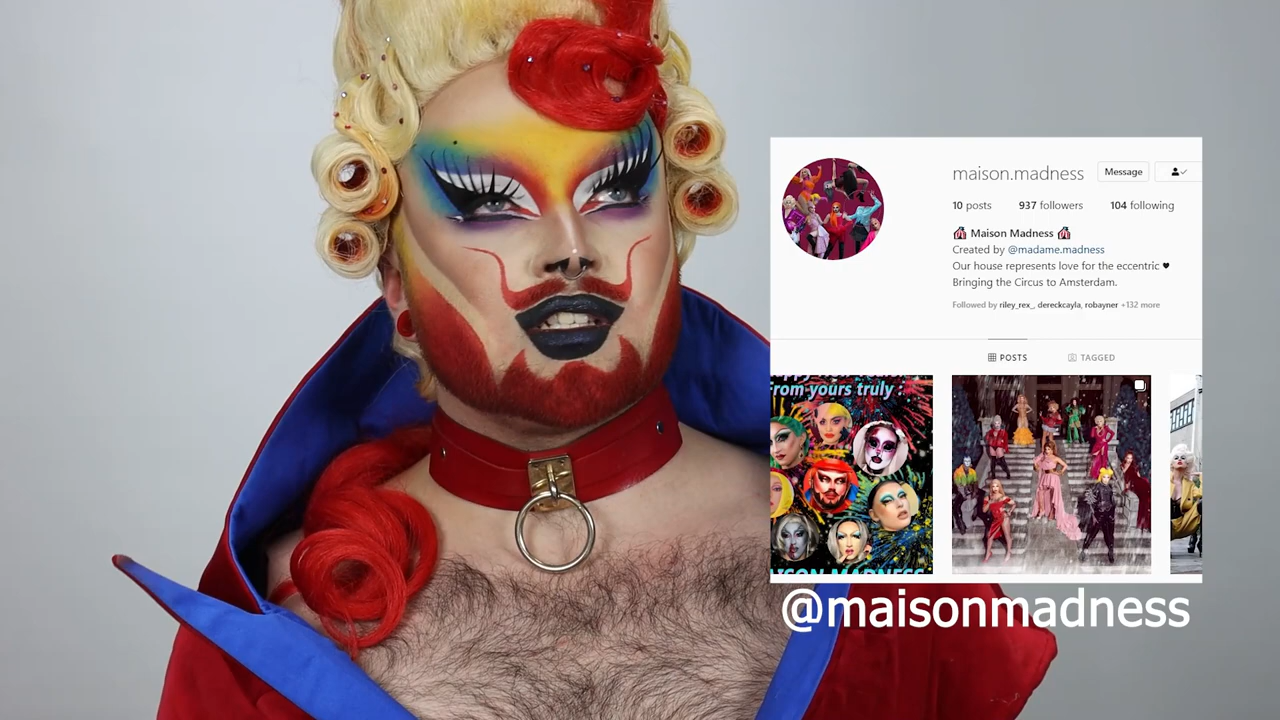 maison.madness
Message
10 posts 937 followers 104 following
Maison Madness
Created by @madame.madness
Our house represents love for the eccentric ♥
Bringing the Circus to Amsterdam.
Followed by riley_rex_, dereckcayla, robayner +132 more
POSTS TAGGED
From yours truly :
MAISON MADNESS
@maisonmadness